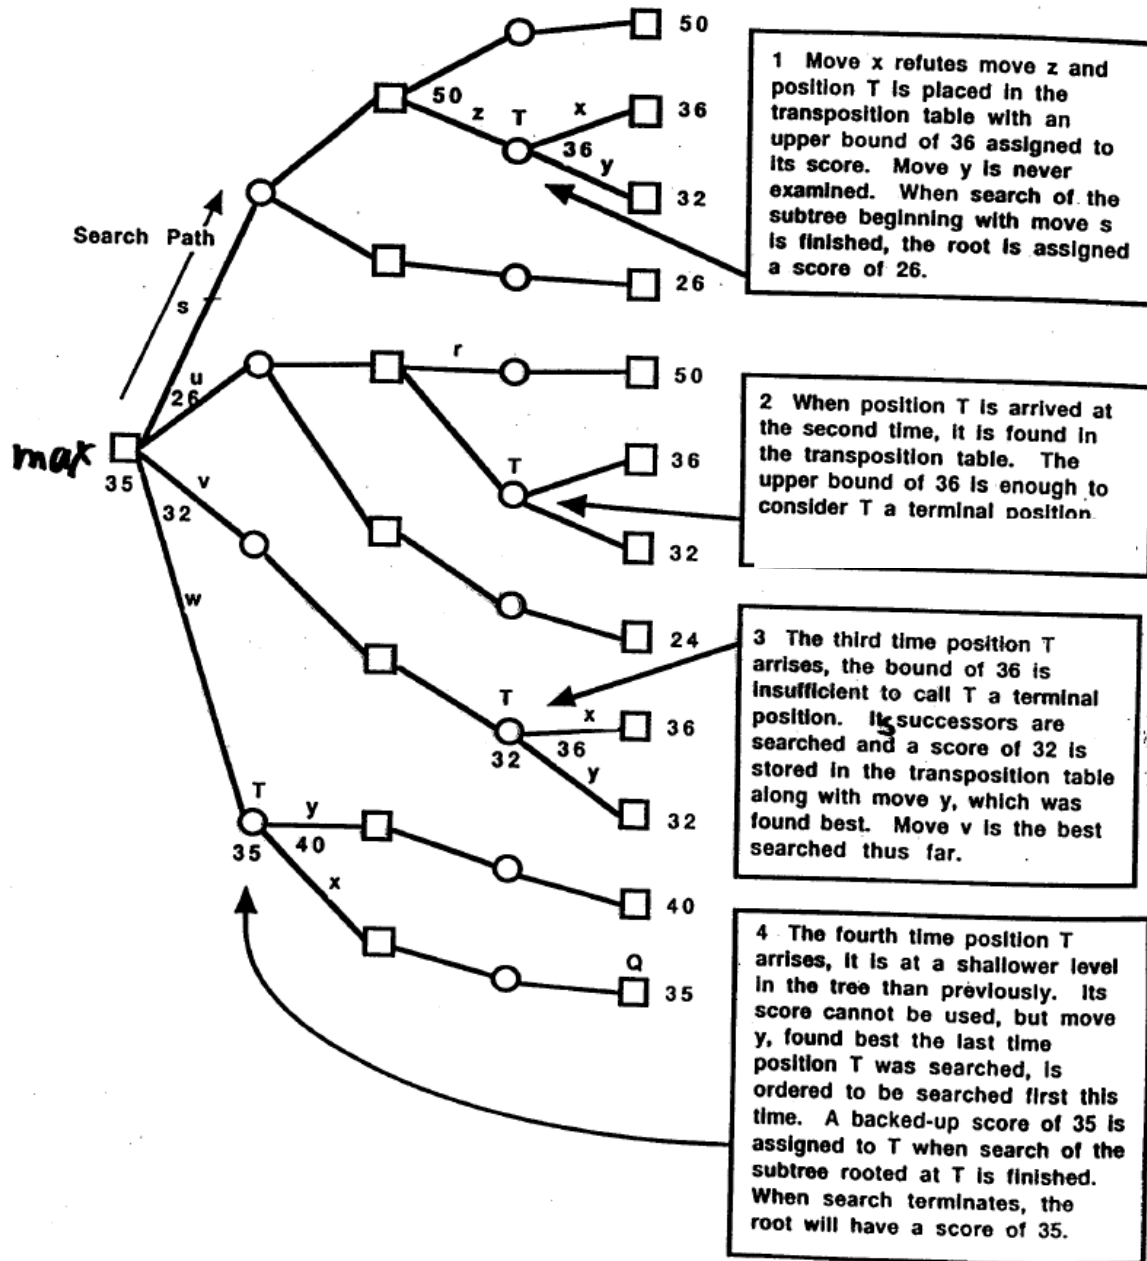 50
1 Move x refutes move z and
position T is placed in the
transposition table with an
upper bound of 36 assigned to
its score. Move y is never
examined. When search of the
subtree beginning with move s
is finished, the root is assigned
a score of 26.
50
z
T
x
36
36
y
32
Search Path
s
26
u
26
r
50
2 When position T is arrived at
the second time, it is found in
the transposition table. The
upper bound of 36 is enough to
consider T a terminal position.
max
35
v
32
T
36
32
w
24
3 The third time position T
arises, the bound of 36 is
insufficient to call T a terminal
position. Its successors are
searched and a score of 32 is
stored in the transposition table
along with move y, which was
found best. Move v is the best
searched thus far.
T
x
36
32
36
y
32
T
y
35
40
x
40
Q
35
4 The fourth time position T
arises, it is at a shallower level
in the tree than previously. Its
score cannot be used, but move
y, found best the last time
position T was searched, is
ordered to be searched first this
time. A backed-up score of 35 is
assigned to T when search of the
subtree rooted at T is finished.
When search terminates, the
root will have a score of 35.